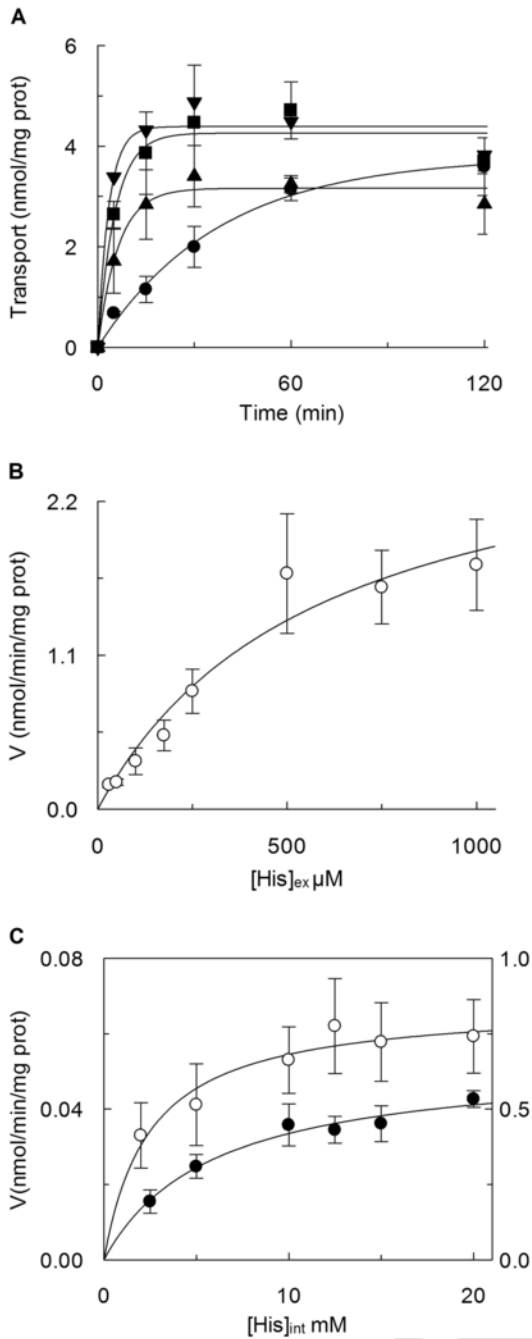 A
6
4
2
0
Transport (nmol/mg prot)
0 60 120
Time (min)
B
2.2
1.1
0.0
V (nmol/min/mg prot)
0 500 1000
[His]ex µM
C
0.08 1.0
0.04 0.5
0.00 0.0
V(nmol/min/mg prot)
0 10 20
[His]int mM